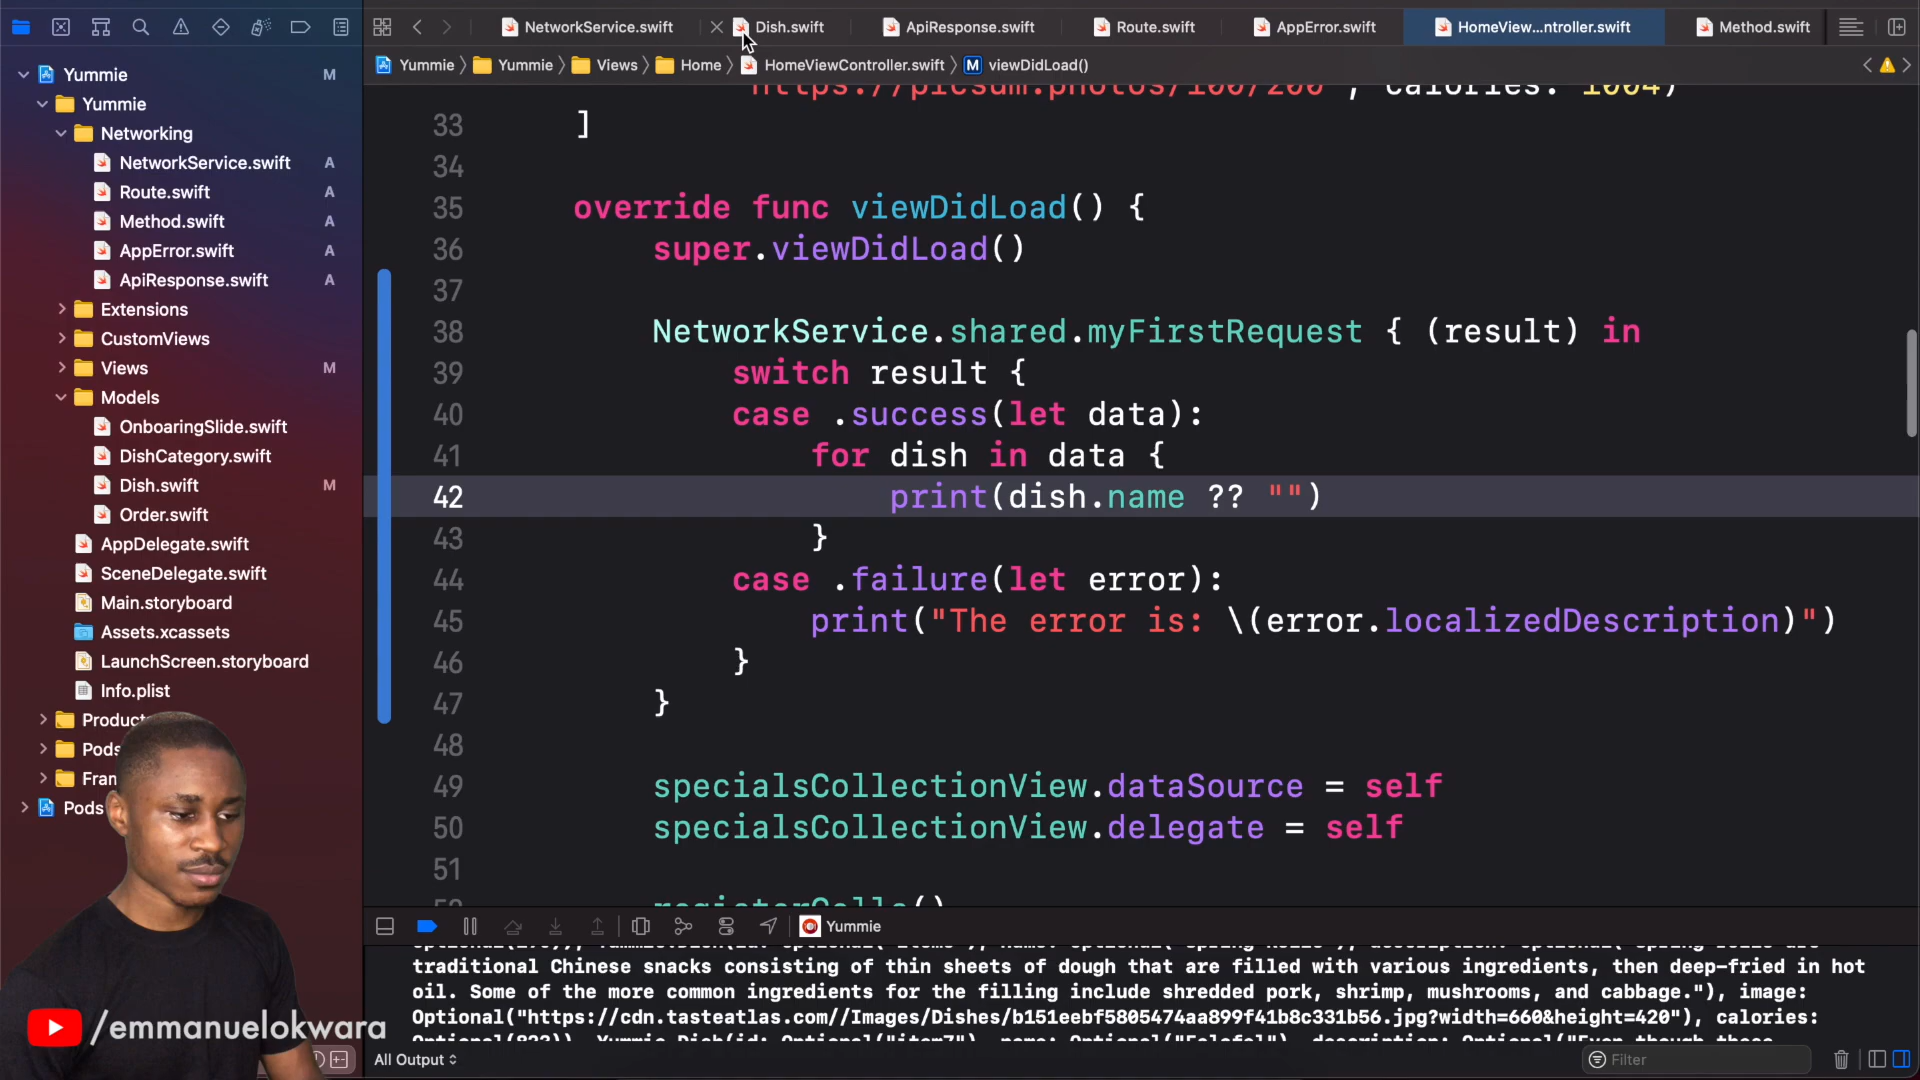 NetworkService.swift
Dish.swift
ApiResponse.swift
Route.swift
AppError.swift
HomeView...ntroller.swift
Method.swift
Yummie M
Yummie
Networking
NetworkService.swift A
Route.swift A
Method.swift A
AppError.swift A
ApiResponse.swift A
Extensions
CustomViews
Views M
Models
OnboaringSlide.swift
DishCategory.swift
Dish.swift M
Order.swift
AppDelegate.swift
SceneDelegate.swift
Main.storyboard
Assets.xcassets
LaunchScreen.storyboard
Info.plist
Pods
Yummie 〉 Yummie 〉 Views 〉 Home 〉 HomeViewController.swift 〉 M viewDidLoad()
https://picsum.photos/100/200", calories: 1004)
33 ]
34
35 override func viewDidLoad() {
36 super.viewDidLoad()
37
38 NetworkService.shared.myFirstRequest { (result) in
39 switch result {
40 case .success(let data):
41 for dish in data {
42 print(dish.name ?? "")
43 }
44 case .failure(let error):
45 print("The error is: \(error.localizedDescription)")
46 }
47 }
48
49 specialsCollectionView.dataSource = self
50 specialsCollectionView.delegate = self
51
registerCells()
Yummie
traditional Chinese snacks consisting of thin sheets of dough that are filled with various ingredients, then deep-fried in hot
oil. Some of the more common ingredients for the filling include shredded pork, shrimp, mushrooms, and cabbage."), image:
Optional("https://cdn.tasteatlas.com//Images/Dishes/b151eebf5805474aa899f41b8c331b56.jpg?width=660&height=420"), calories:
All Output
Filter
/emmanuelokwara